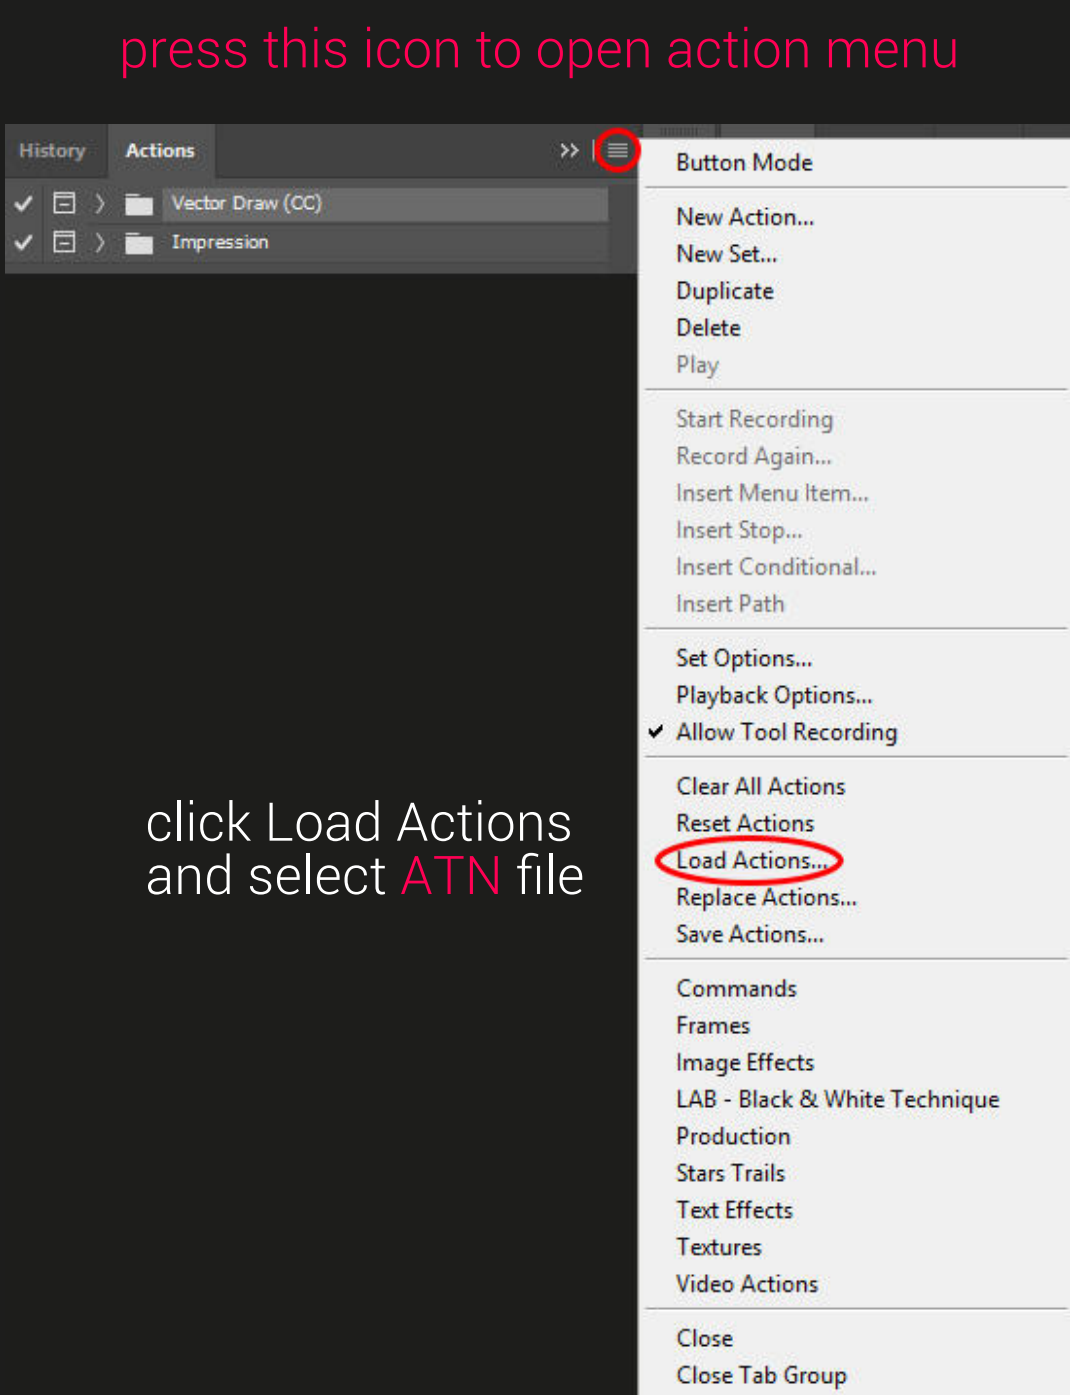 press this icon to open action menu
History
Actions
Vector Draw (CC)
Impression
Button Mode
New Action...
New Set...
Duplicate
Delete
Play
Start Recording
Record Again...
Insert Menu Item...
Insert Stop...
Insert Conditional...
Insert Path
Set Options...
Playback Options...
Allow Tool Recording
Clear All Actions
Reset Actions
Load Actions...
Replace Actions...
Save Actions...
Commands
Frames
Image Effects
LAB - Black & White Technique
Production
Stars Trails
Text Effects
Textures
Video Actions
Close
Close Tab Group
click Load Actions
and select ATN file